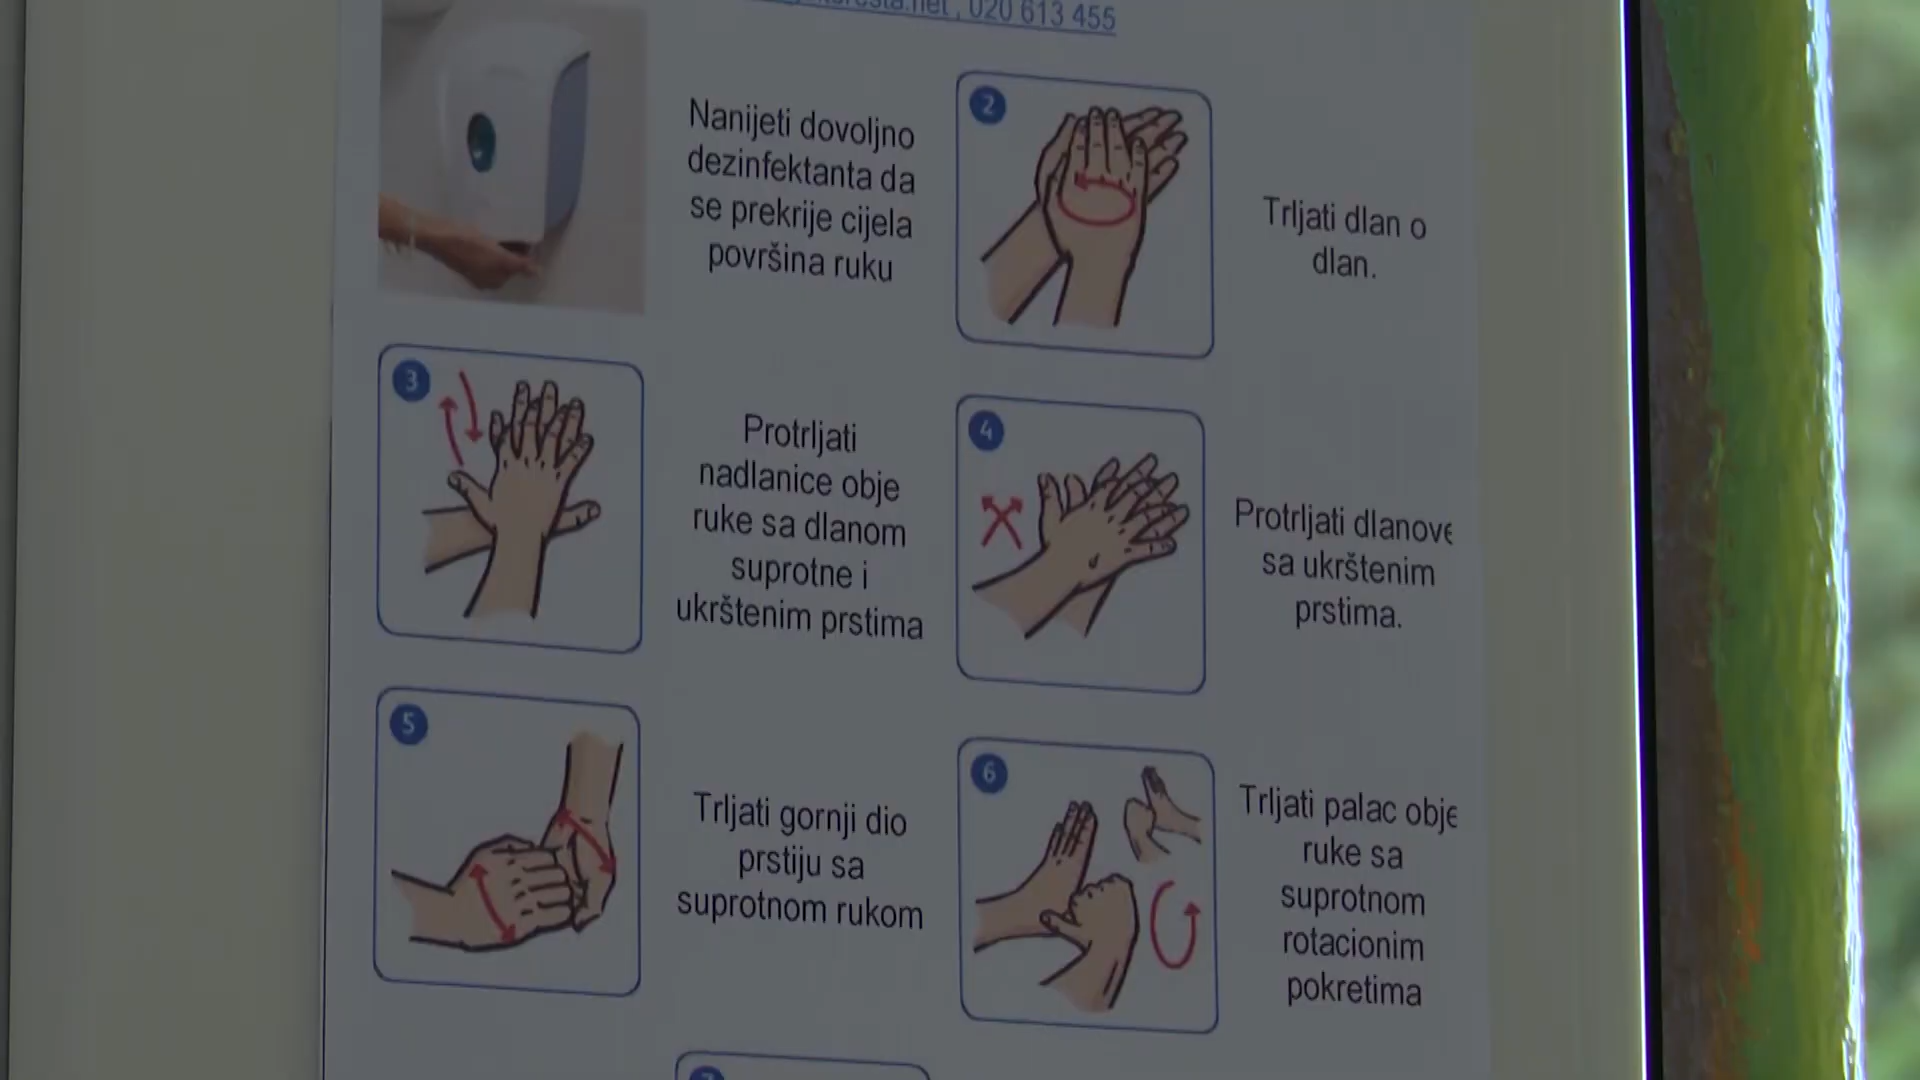 020 613 455
Nanijeti dovoljno
dezinfektanta da
se prekrije cijela
površina ruku
2
Trljati dlan o
dlan.
3
Protrljati
nadlanice obje
ruke sa dlanom
suprotne i
ukrštenim prstima
4
Protrljati dlanove
sa ukrštenim
prstima.
5
Trljati gornji dio
prstiju sa
suprotnom rukom
6
Trljati palac obje
ruke sa
suprotnom
rotacionim
pokretima